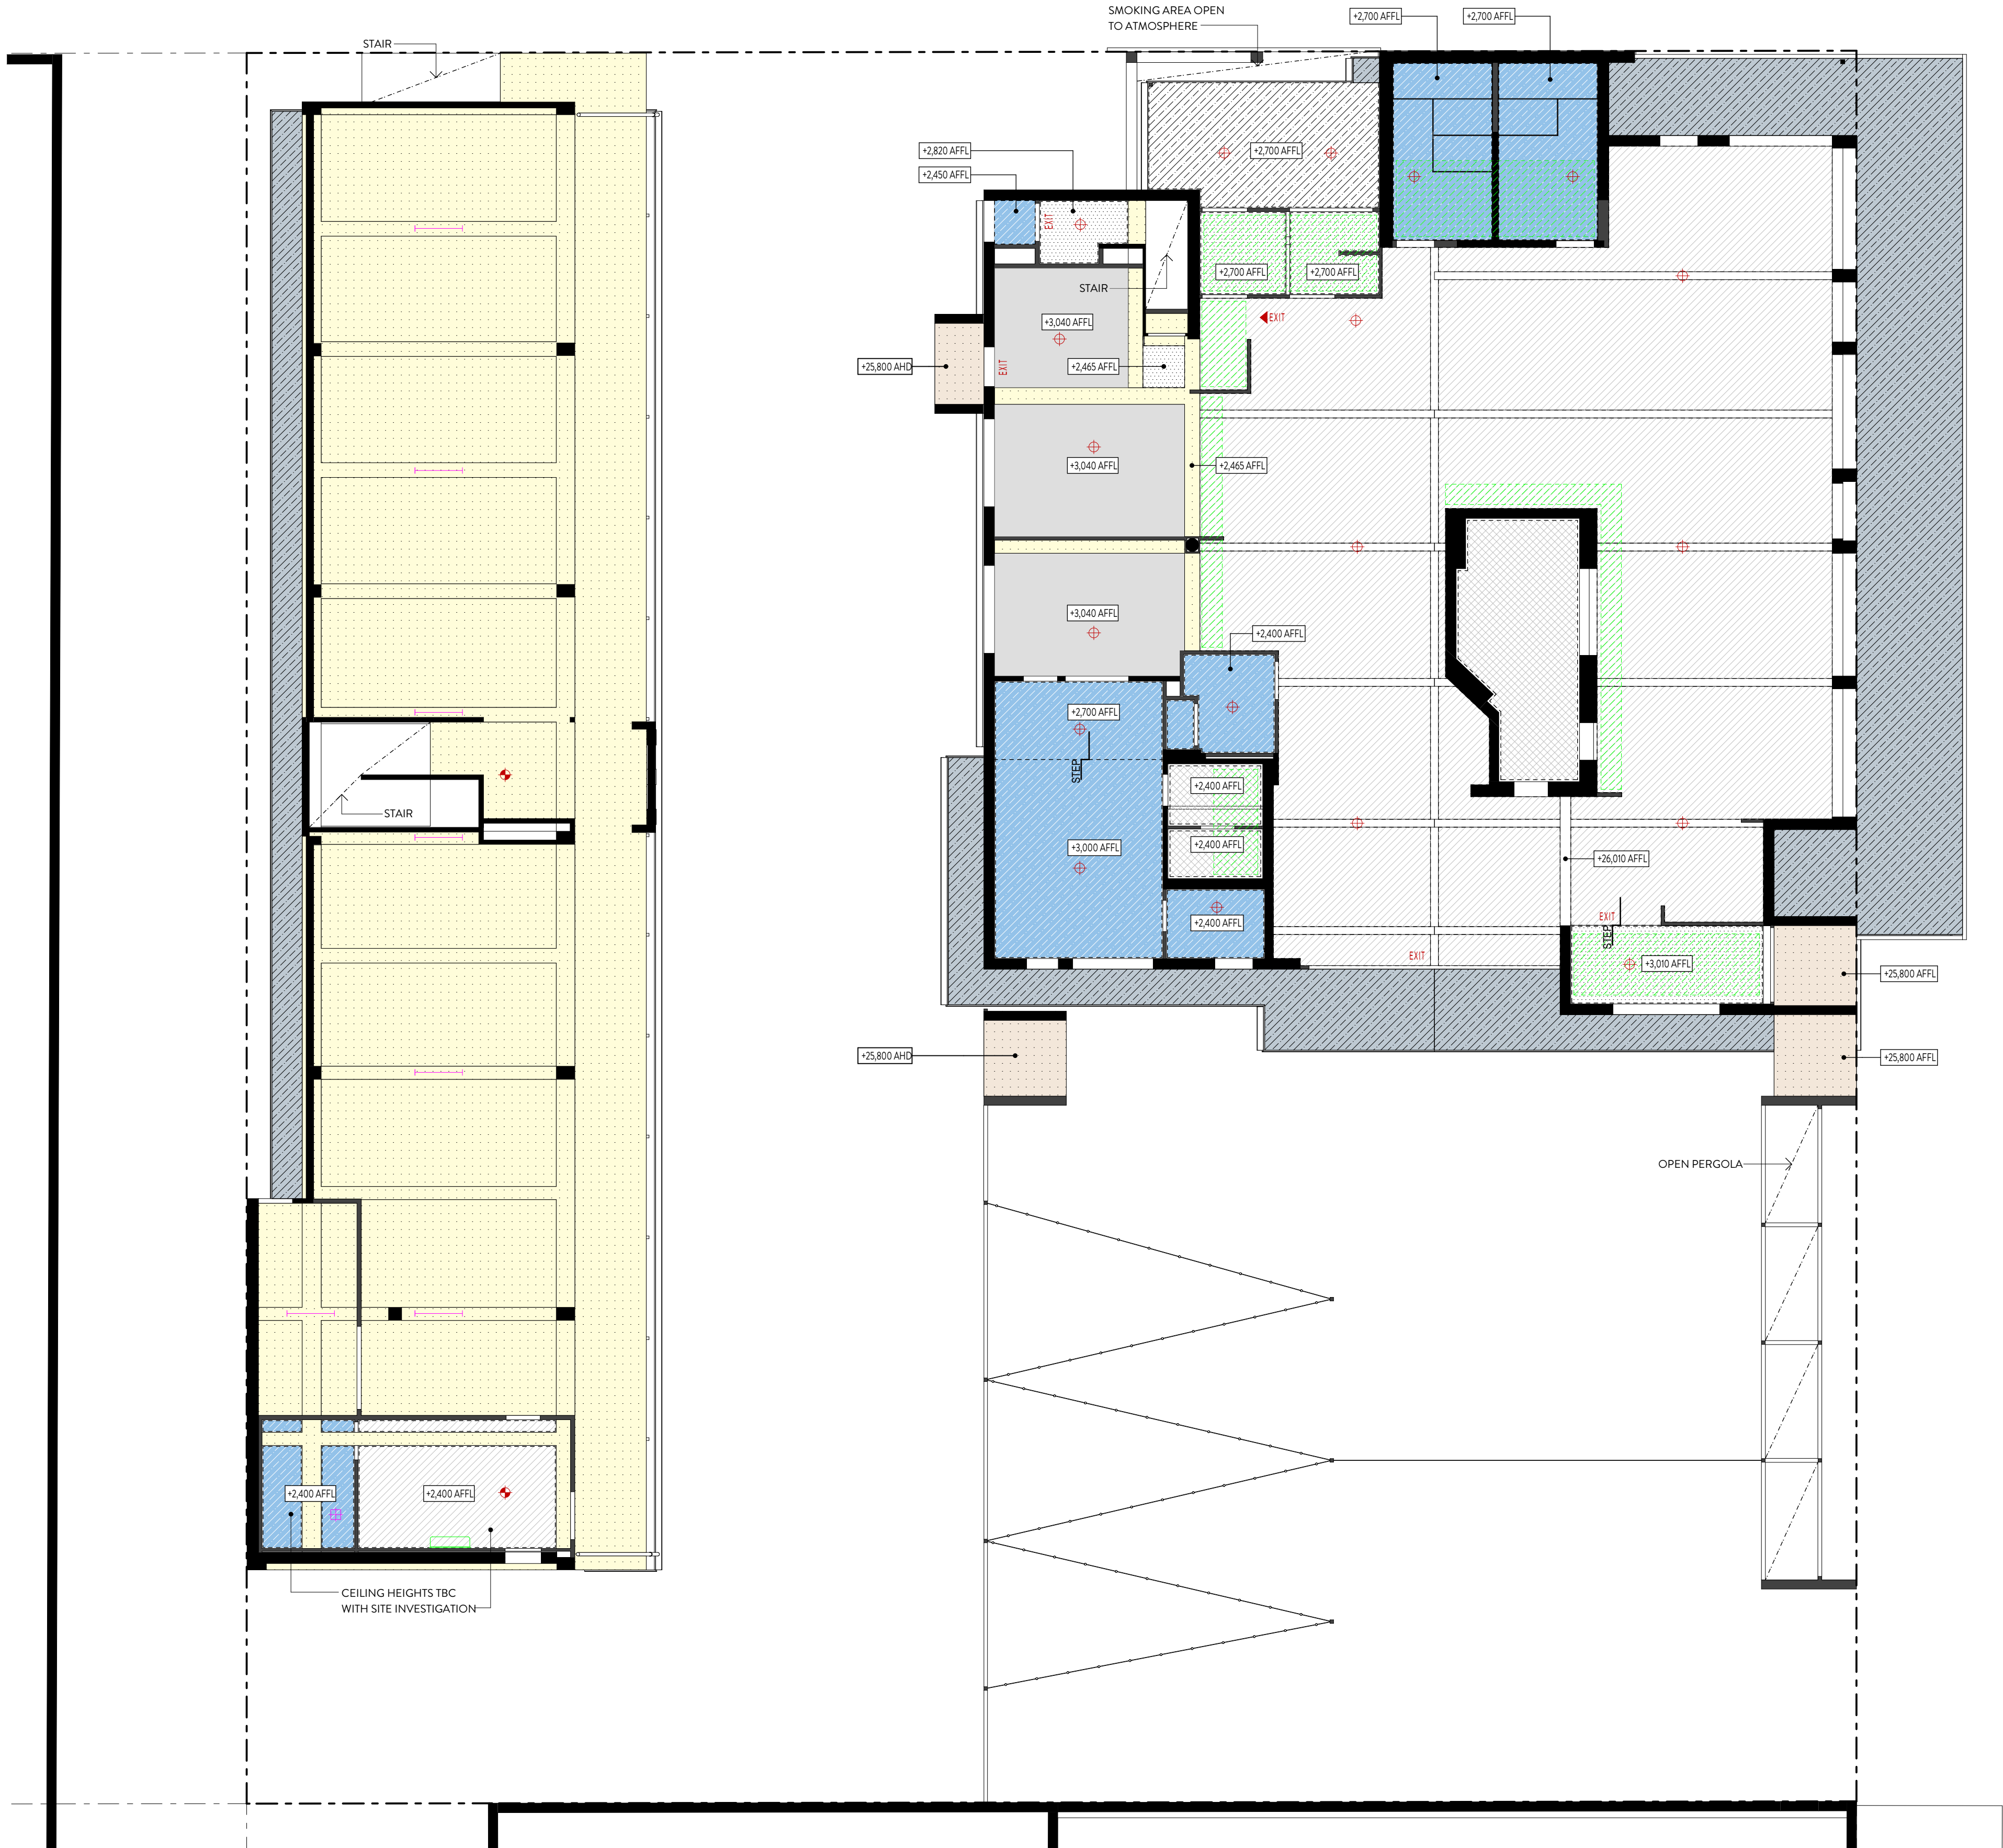 SMOKING AREA OPEN
TO ATMOSPHERE
+2,700 AFFL
+2,700 AFFL
STAIR
+2,820 AFFL
+2,700 AFFL
+2,450 AFFL
EXIT
+2,700 AFFL
+2,700 AFFL
STAIR
EXIT
+3,040 AFFL
+25,800 AHD
EXIT
+2,465 AFFL
+3,040 AFFL
+2,465 AFFL
+3,040 AFFL
+2,400 AFFL
+2,700 AFFL
STEP
+2,400 AFFL
STAIR
+2,400 AFFL
+3,000 AFFL
+26,010 AFFL
+2,400 AFFL
EXIT
STEP
EXIT
+3,010 AFFL
+25,800 AFFL
+25,800 AHD
+25,800 AFFL
OPEN PERGOLA
+2,400 AFFL
+2,400 AFFL
CEILING HEIGHTS TBC
WITH SITE INVESTIGATION